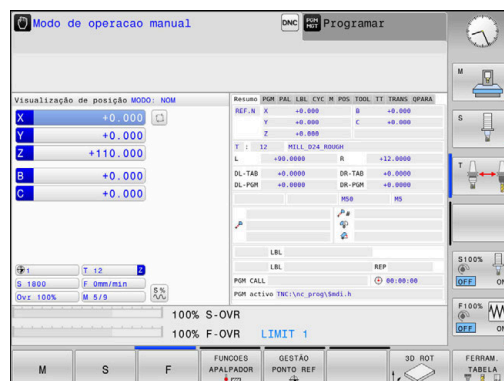 Modo de operacao manual
DNC
PGM MGT
Programar
Visualização de posição MODO: NOM
X +0.000
Y +0.000
Z +110.000
B +0.000
C +0.000
1 T 12 Z
S 1800 F 0mm/min
Ovr 100% M 5/9
S %
Resumo PGM PAL LBL CYC M POS TOOL TT TRANS QPARA
REF.N X +0.000 B +0.000
Y +0.000 C +0.000
Z +0.000
T : 12 MILL_D24_ROUGH
L +90.0000 R +12.0000
DL-TAB +0.0000 DR-TAB +0.0000
DL-PGM +0.0000 DR-PGM +0.0000
M50 M5
LBL
LBL REP
PGM CALL 00:00:00
PGM activo TNC:\nc_prog\$mdi.h
100% S-OVR
100% F-OVR LIMIT 1
M
S
F
FUNCOES APALPADOR
GESTÃO PONTO REF
3D ROT
FERRAM. TABELA
M
S
T
S100%
OFF ON
F100% W
OFF ON